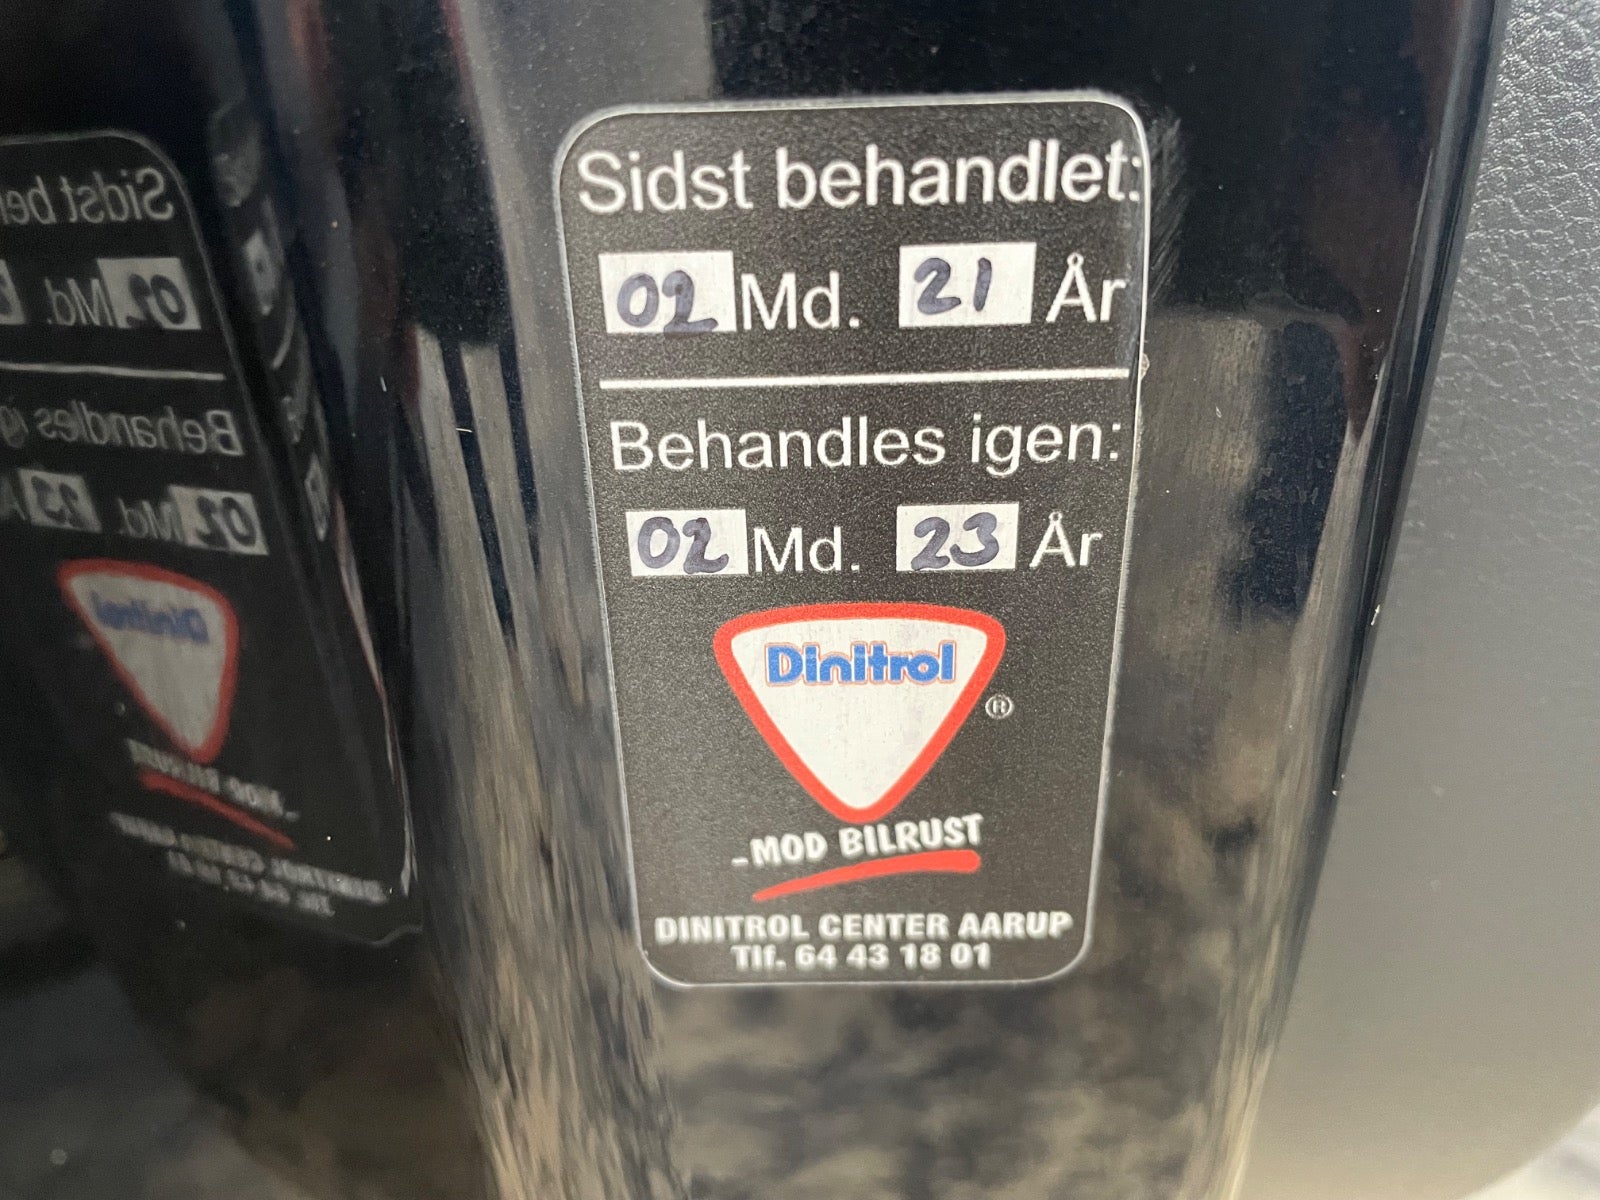 Sidst behandlet:
02 Md. 21 År
Behandles igen:
02 Md. 23 År
Dinitrol
®
_MOD BILRUST
DINITROL CENTER AARUP
Tlf. 64 43 18 01